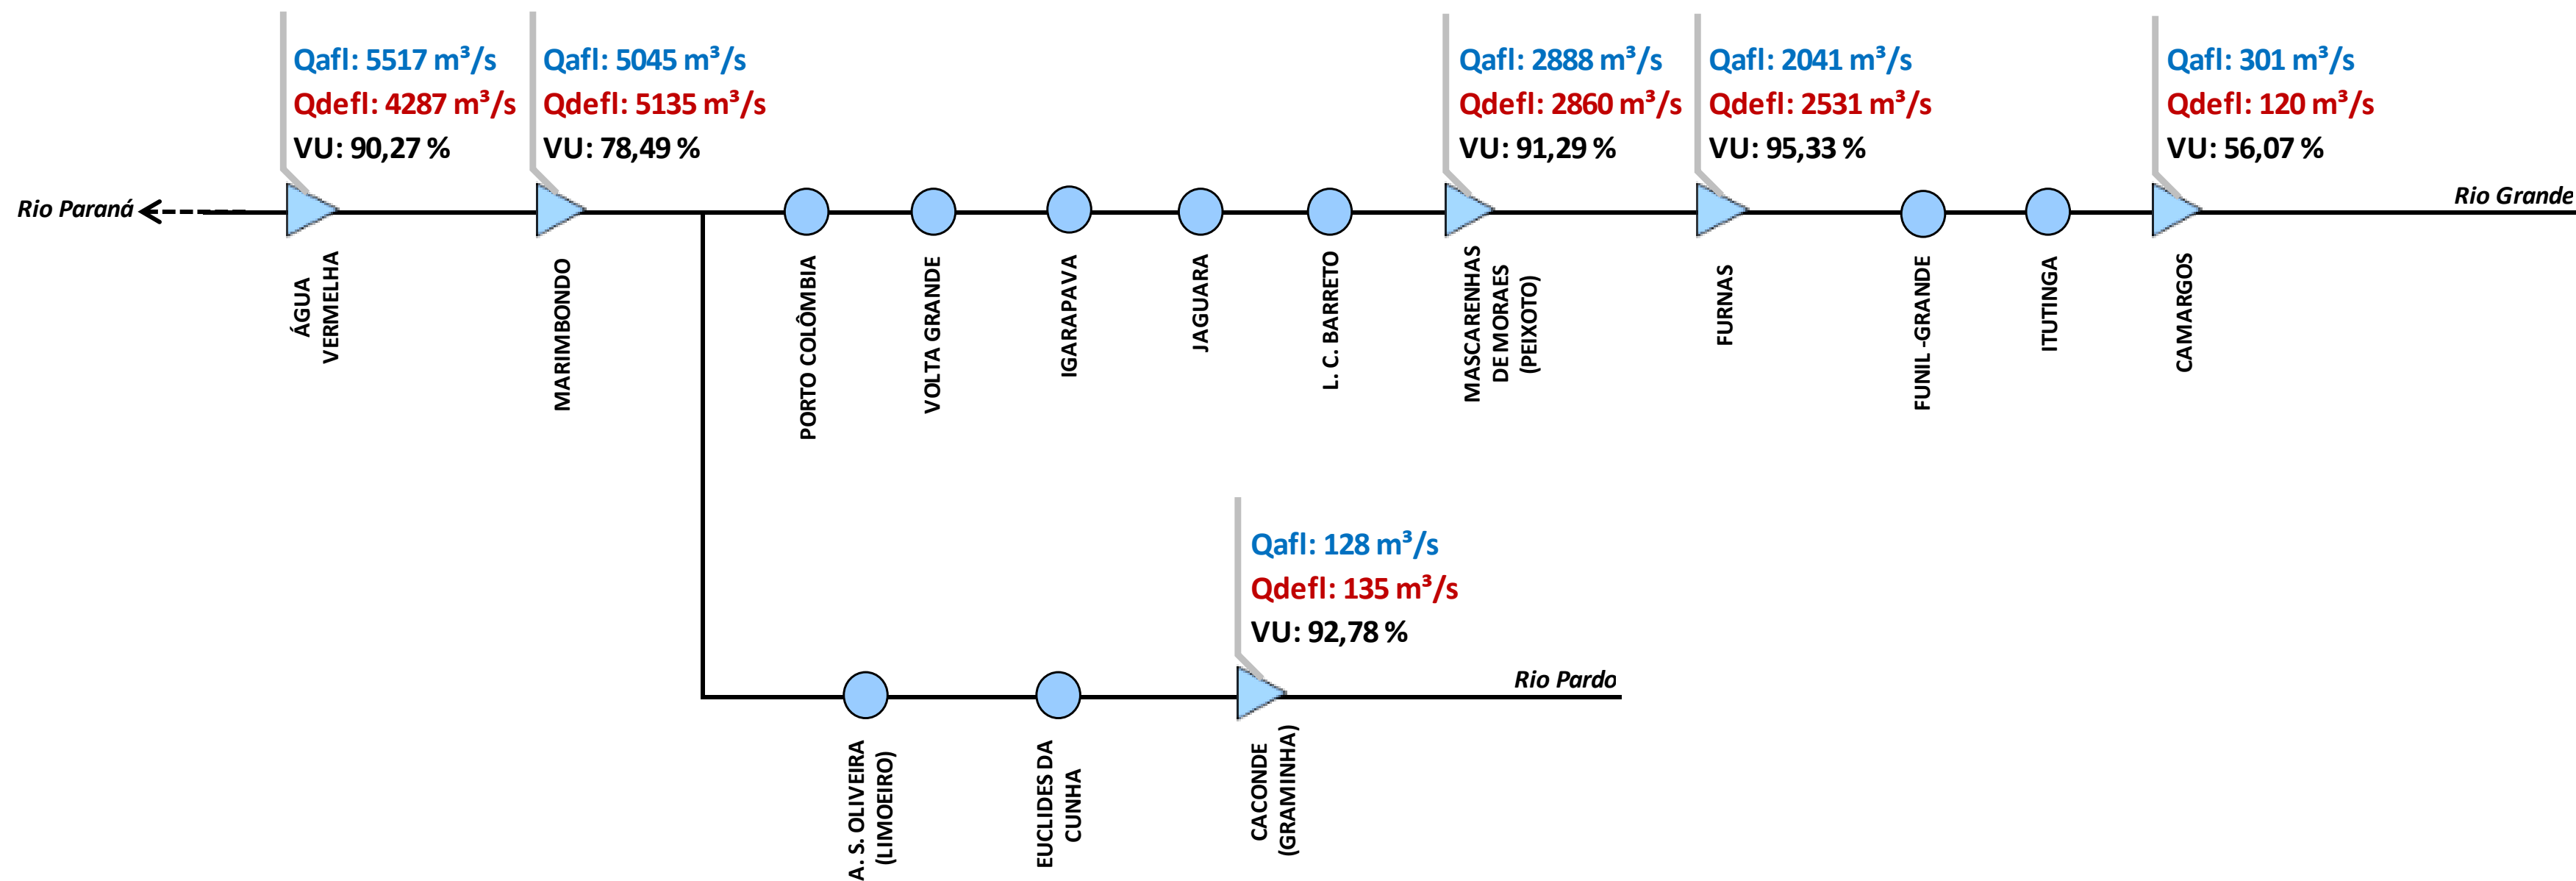 Qafl: 5517 m³/s
Qdefl: 4287 m³/s
VU: 90,27 %
Qafl: 5045 m³/s
Qdefl: 5135 m³/s
VU: 78,49 %
Qafl: 2888 m³/s
Qdefl: 2860 m³/s
VU: 91,29 %
Qafl: 2041 m³/s
Qdefl: 2531 m³/s
VU: 95,33 %
Qafl: 301 m³/s
Qdefl: 120 m³/s
VU: 56,07 %
Rio Paraná
Rio Grande
ÁGUA
VERMELHA
MARIMBONDO
PORTO COLÔMBIA
VOLTA GRANDE
IGARAPAVA
JAGUARA
L. C. BARRETO
MASCARENHAS
DE MORAES
(PEIXOTO)
FURNAS
FUNIL -GRANDE
ITUTINGA
CAMARGOS
Qafl: 128 m³/s
Qdefl: 135 m³/s
VU: 92,78 %
Rio Pardo
A. S. OLIVEIRA
(LIMOEIRO)
EUCLIDES DA
CUNHA
CACONDE
(GRAMINHA)